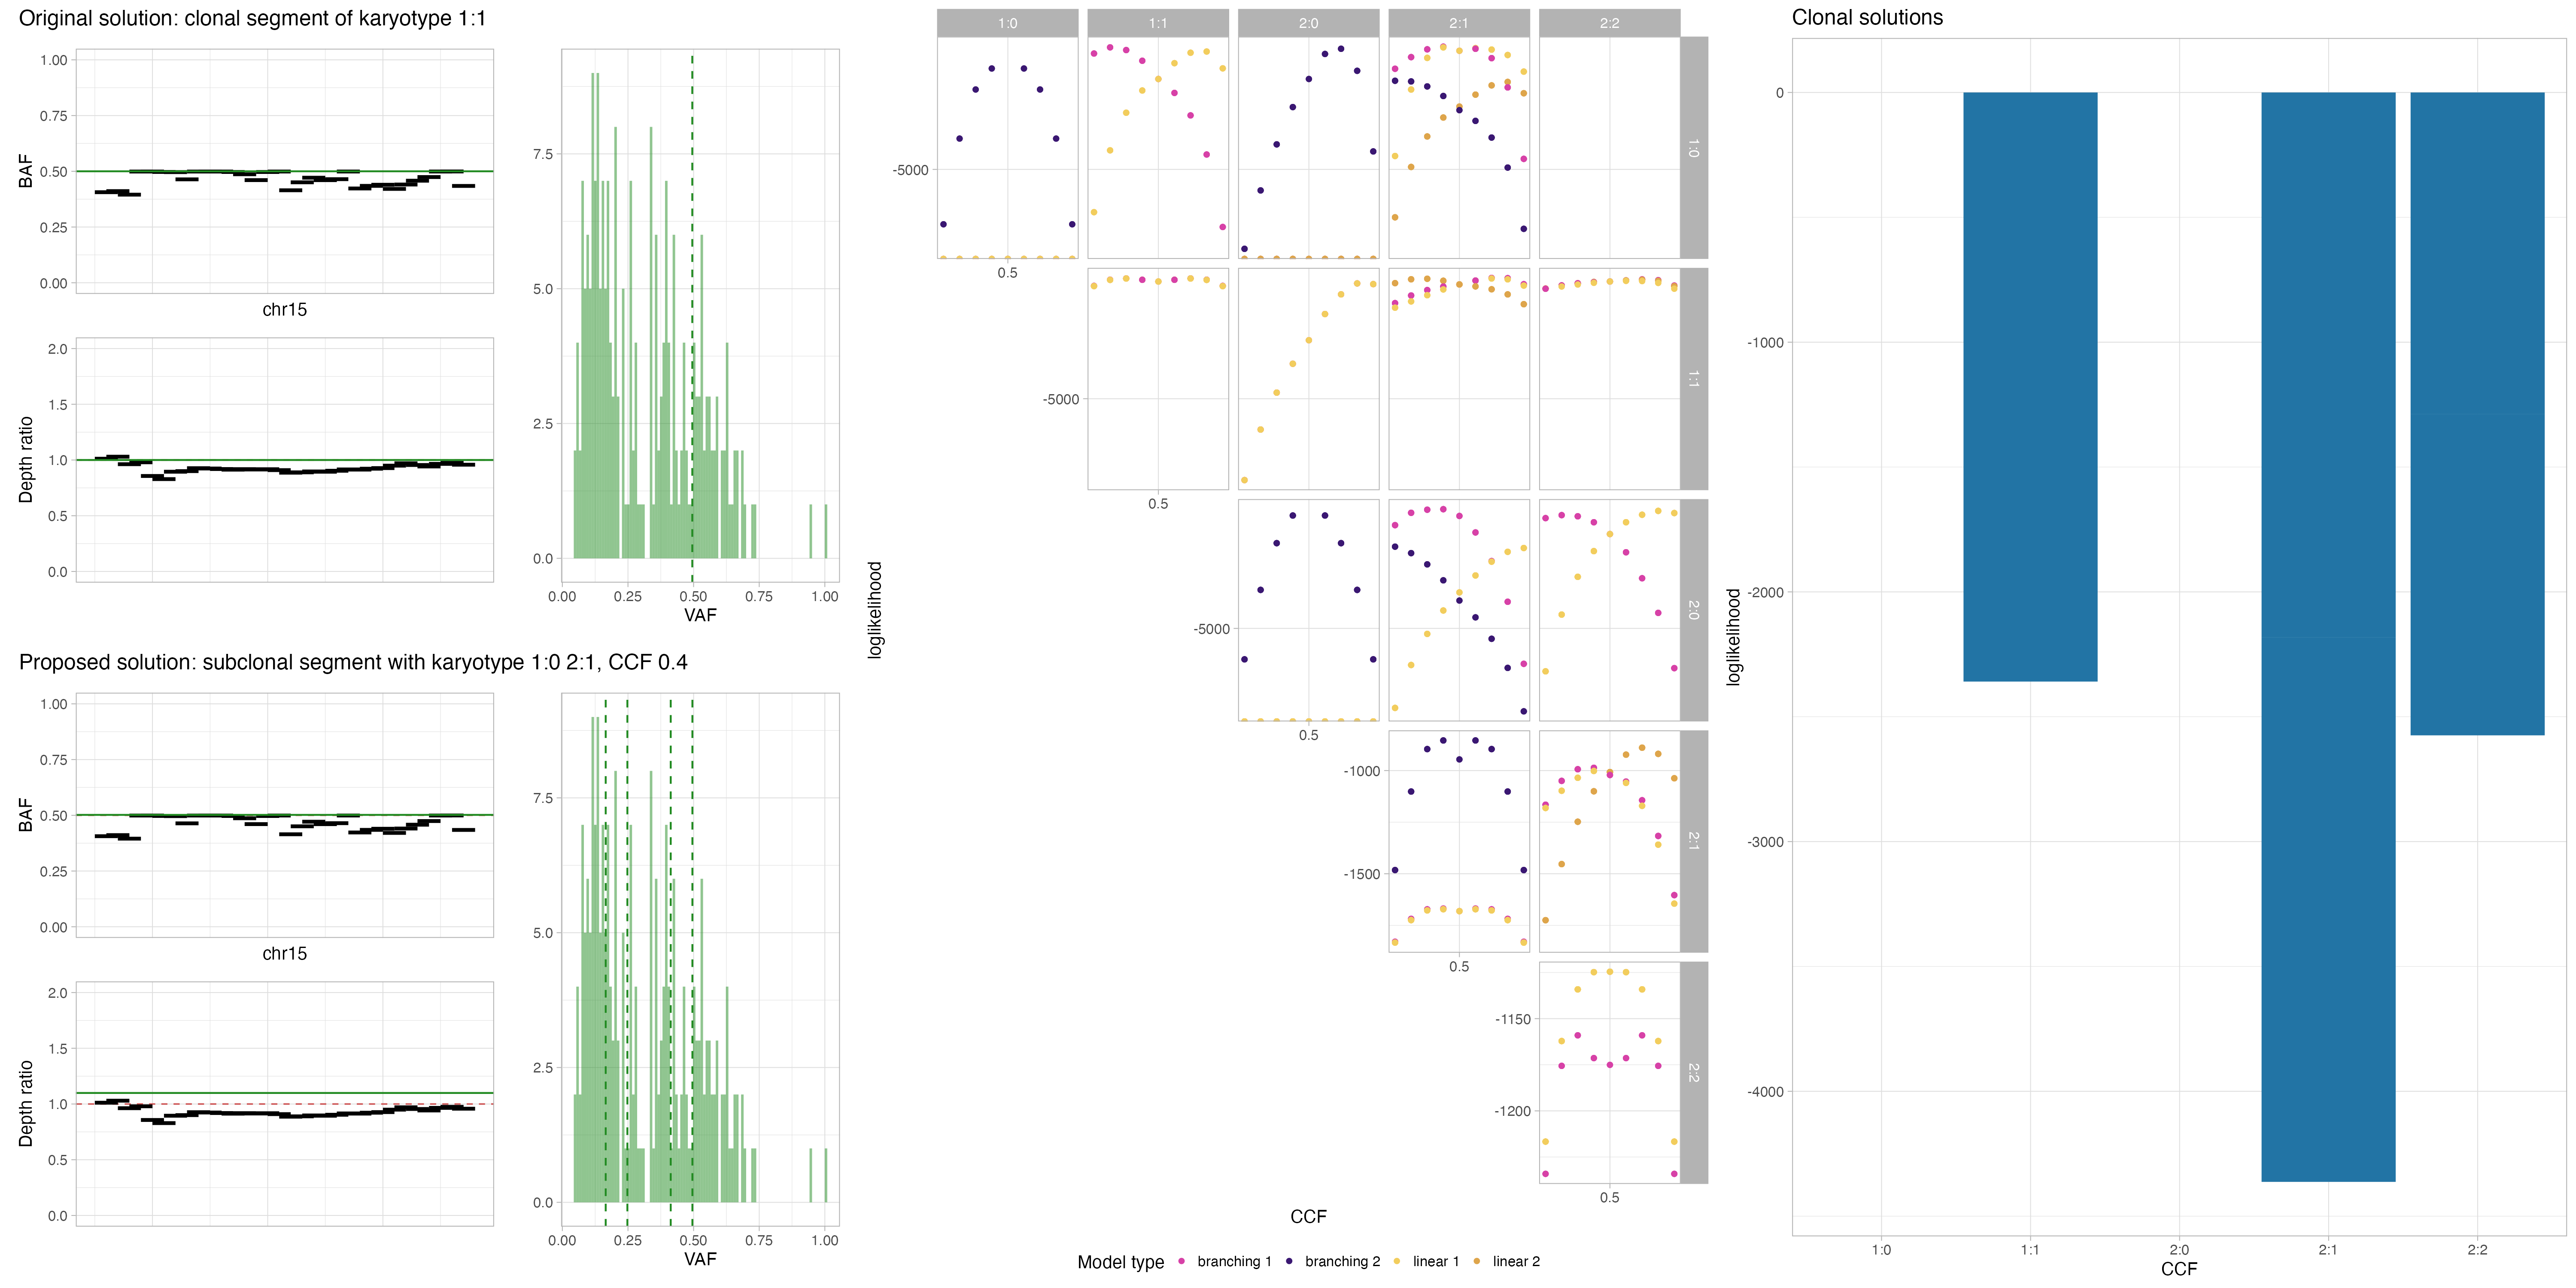 Original solution: clonal segment of karyotype 1:1
1.00
0.75
0.50
0.25
0.00
BAF
chr15
2.0
1.5
1.0
0.5
0.0
Depth ratio
7.5
5.0
2.5
0.0
0.00 0.25 0.50 0.75 1.00
VAF
Proposed solution: subclonal segment with karyotype 1:0 2:1, CCF 0.4
1.00
0.75
0.50
0.25
0.00
BAF
chr15
2.0
1.5
1.0
0.5
0.0
Depth ratio
7.5
5.0
2.5
0.0
0.00 0.25 0.50 0.75 1.00
VAF
loglikelihood
1:0 1:1 2:0 2:1 2:2
-5000
0.5
1:0
-5000
0.5
1:1
-5000
0.5
2:0
-1000
-1500
0.5
2:1
-1150
-1200
0.5
2:2
CCF
Model type branching 1 branching 2 linear 1 linear 2
Clonal solutions
0
-1000
-2000
-3000
-4000
loglikelihood
1:0 1:1 2:0 2:1 2:2
CCF